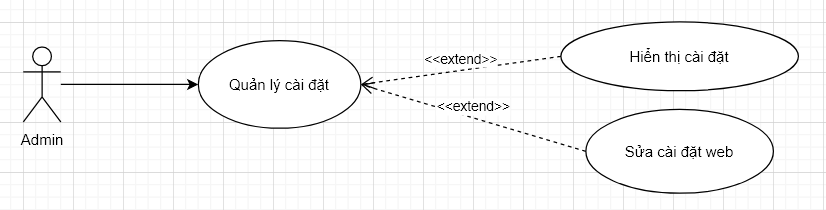 <<extend>>
Hiển thị cài đặt
Quản lý cài đặt
<<extend>>
Admin
Sửa cài đặt web